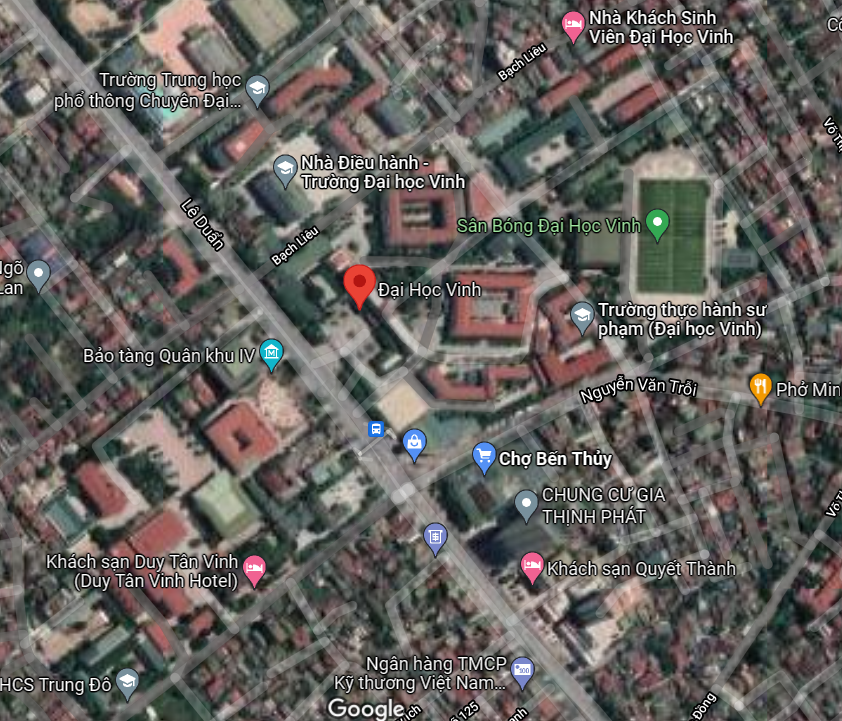 Nhà Khách Sinh
Viên Đại Học Vinh
Bạch Liêu
Trường Trung học
phổ thông Chuyên Đại...
Nhà Điều hành -
Trường Đại học Vinh
Lê Duẩn
Sân Bóng Đại Học Vinh
Bạch Liêu
Đại Học Vinh
Trường thực hành sư
phạm (Đại học Vinh)
Bảo tàng Quân khu IV
Nguyễn Văn Trỗi
Phở Min
Chợ Bến Thủy
CHUNG CƯ GIA
THỊNH PHÁT
Khách sạn Duy Tân Vinh
(Duy Tân Vinh Hotel)
Khách sạn Quyết Thành
Ngân hàng TMCP
Kỹ thương Việt Nam...
HCS Trung Đô
Google